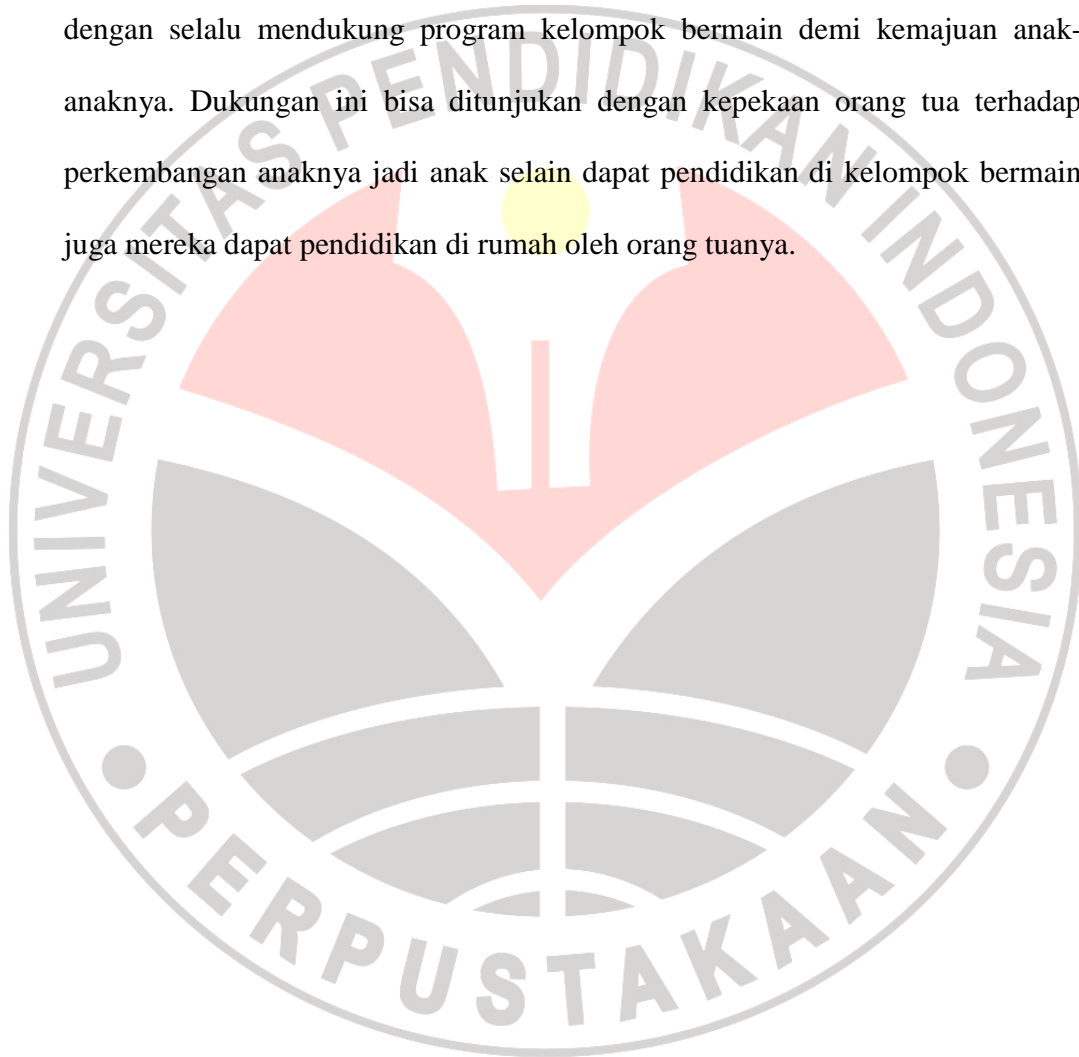 dengan selalu mendukung program kelompok bermain demi kemajuan anak-
anaknya. Dukungan ini bisa ditunjukan dengan kepekaan orang tua terhadap
perkembangan anaknya jadi anak selain dapat pendidikan di kelompok bermain
juga mereka dapat pendidikan di rumah oleh orang tuanya.
UNIVERSITAS PENDIDIKAN INDONESIA
PERPUSTAKAAN